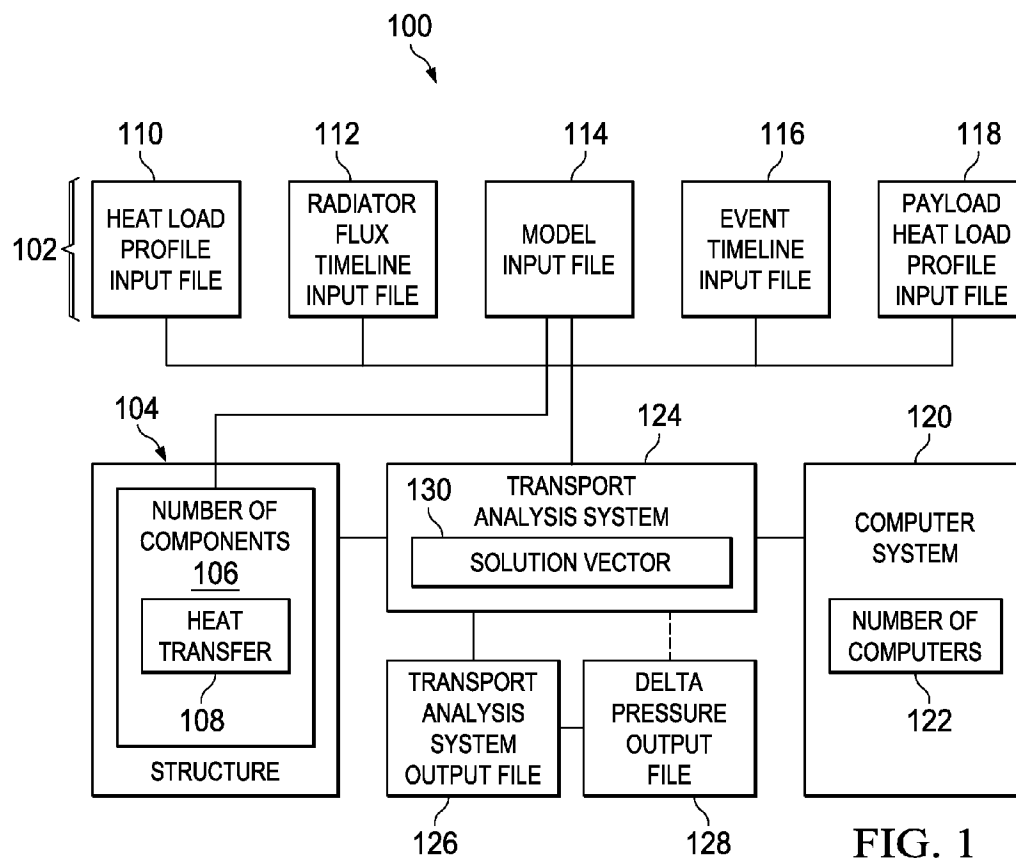 100
110
112
114
116
118
102
HEAT LOAD
PROFILE
INPUT FILE
RADIATOR
FLUX
TIMELINE
INPUT FILE
MODEL
INPUT FILE
EVENT
TIMELINE
INPUT FILE
PAYLOAD
HEAT LOAD
PROFILE
INPUT FILE
104
124
120
NUMBER OF
COMPONENTS
106
HEAT
TRANSFER
108
STRUCTURE
TRANSPORT
ANALYSIS SYSTEM
130
SOLUTION VECTOR
COMPUTER
SYSTEM
NUMBER OF
COMPUTERS
122
TRANSPORT
ANALYSIS
SYSTEM
OUTPUT FILE
126
DELTA
PRESSURE
OUTPUT
FILE
128
FIG. 1